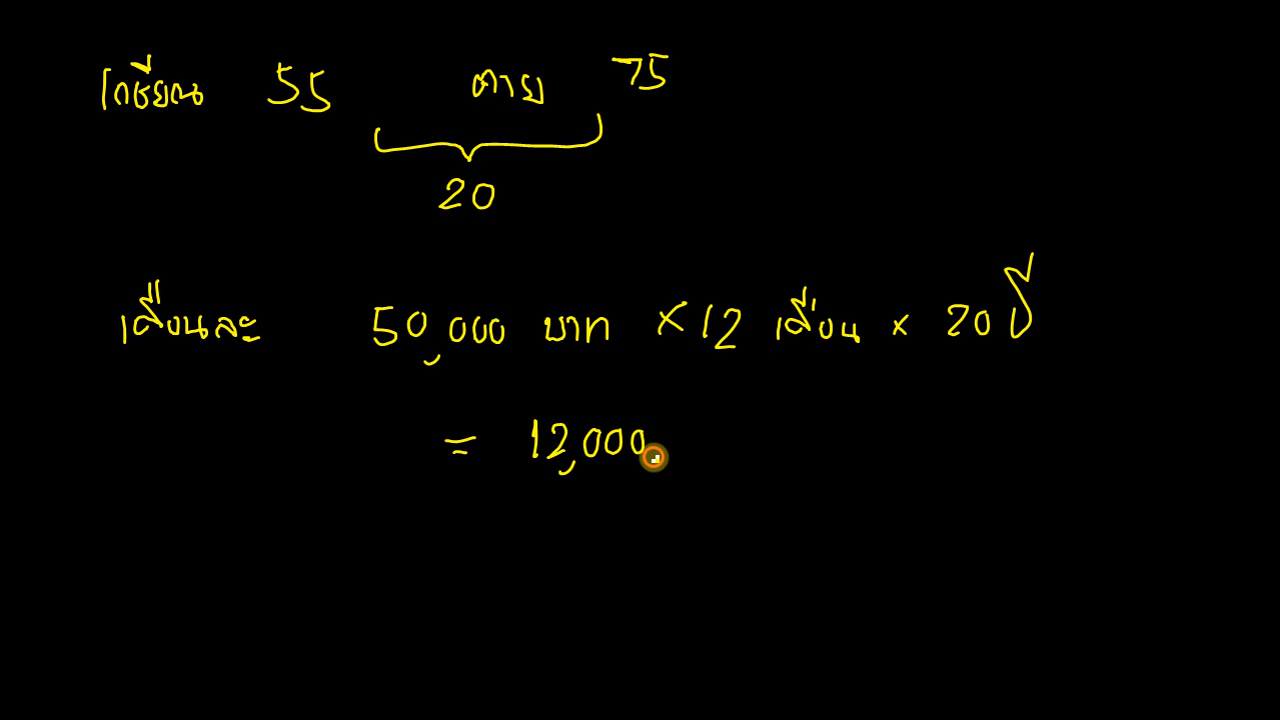 เกษียณ 55 ตาย 75
20
เดือนละ 50,000 บาท × 12 เดือน × 20 ปี
= 12,000